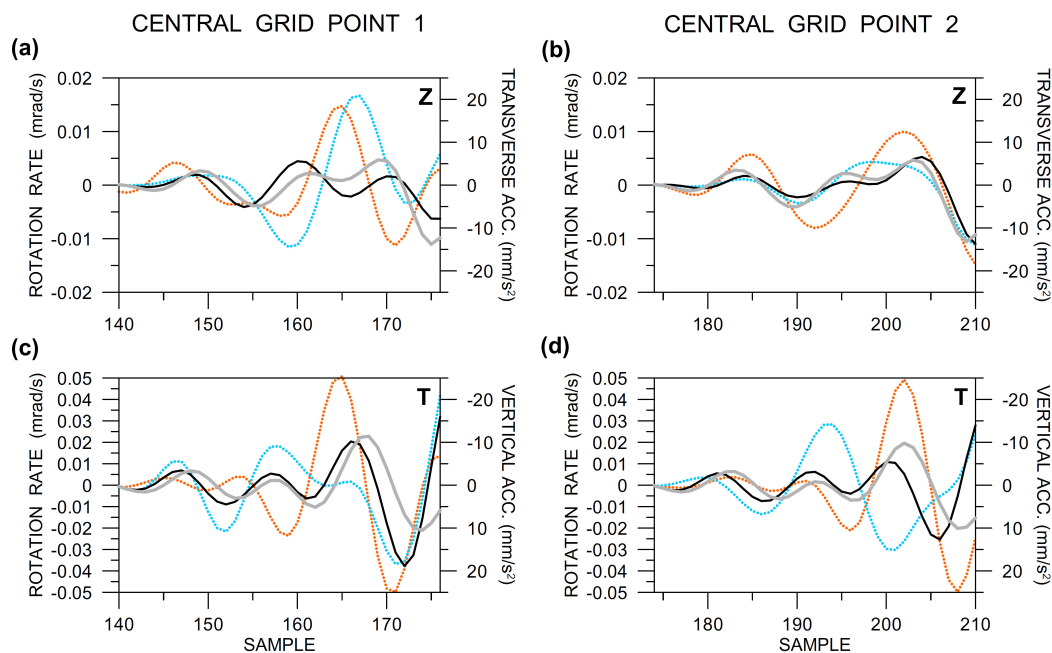 CENTRAL GRID POINT 1
CENTRAL GRID POINT 2
(a)
Z
ROTATION RATE (mrad/s)
0.02
0.01
0
-0.01
-0.02
TRANSVERSE ACC. (mm/s²)
20
10
0
-10
-20
140 150 160 170
(b)
Z
ROTATION RATE (mrad/s)
0.02
0.01
0
-0.01
-0.02
TRANSVERSE ACC. (mm/s²)
20
10
0
-10
-20
180 190 200 210
(c)
T
ROTATION RATE (mrad/s)
0.05
0.04
0.03
0.02
0.01
0
-0.01
-0.02
-0.03
-0.04
-0.05
VERTICAL ACC. (mm/s²)
-20
-10
0
10
20
140 150 160 170
SAMPLE
(d)
T
ROTATION RATE (mrad/s)
0.05
0.04
0.03
0.02
0.01
0
-0.01
-0.02
-0.03
-0.04
-0.05
VERTICAL ACC. (mm/s²)
-20
-10
0
10
20
180 190 200 210
SAMPLE